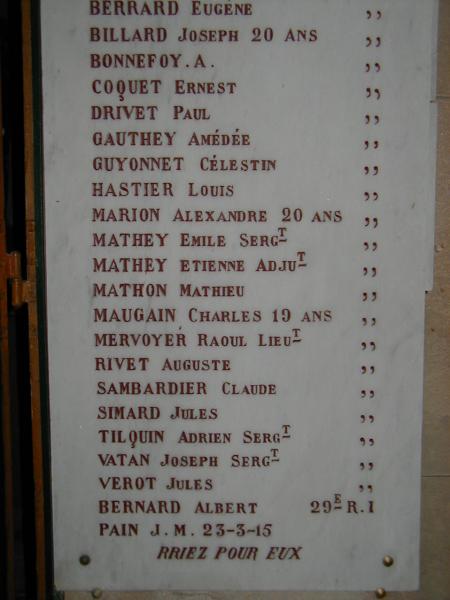 BERRARD EUGÈNE ,,
BILLARD JOSEPH 20 ANS ,,
BONNEFOY.A. ,,
COQUET ERNEST ,,
DRIVET PAUL ,,
GAUTHEY AMÉDÉE ,,
GUYONNET CÉLESTIN ,,
HASTIER LOUIS ,,
MARION ALEXANDRE 20 ANS ,,
MATHEY EMILE SERGT ,,
MATHEY ETIENNE ADJUT ,,
MATHON MATHIEU ,,
MAUGAIN CHARLES 19 ANS ,,
MERVOYER RAOUL LIEUT ,,
RIVET AUGUSTE ,,
SAMBARDIER CLAUDE ,,
SIMARD JULES ,,
TILQUIN ADRIEN SERGT ,,
VATAN JOSEPH SERGT ,,
VEROT JULES ,,
BERNARD ALBERT 29E R.I
PAIN J.M. 23-3-15
RRIEZ POUR EUX